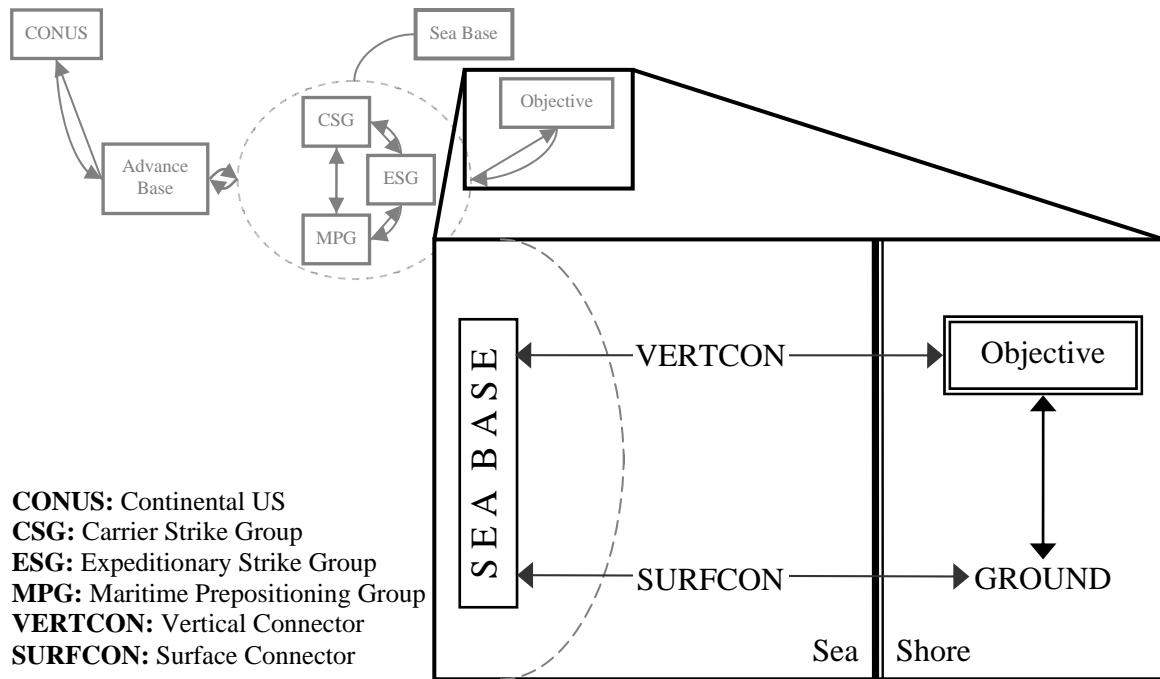 CONUS
Sea Base
Objective
CSG
Advance
Base
ESG
MPG
SEA BASE
VERTCON
Objective
SURFCON
GROUND
Sea
Shore
CONUS: Continental US
CSG: Carrier Strike Group
ESG: Expeditionary Strike Group
MPG: Maritime Prepositioning Group
VERTCON: Vertical Connector
SURFCON: Surface Connector